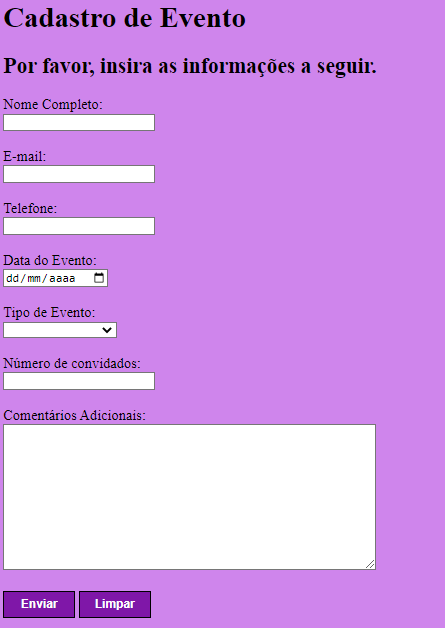 Cadastro de Evento
Por favor, insira as informações a seguir.
Nome Completo:
E-mail:
Telefone:
Data do Evento:
dd/mm/aaaa
Tipo de Evento:
Número de convidados:
Comentários Adicionais:
Enviar Limpar